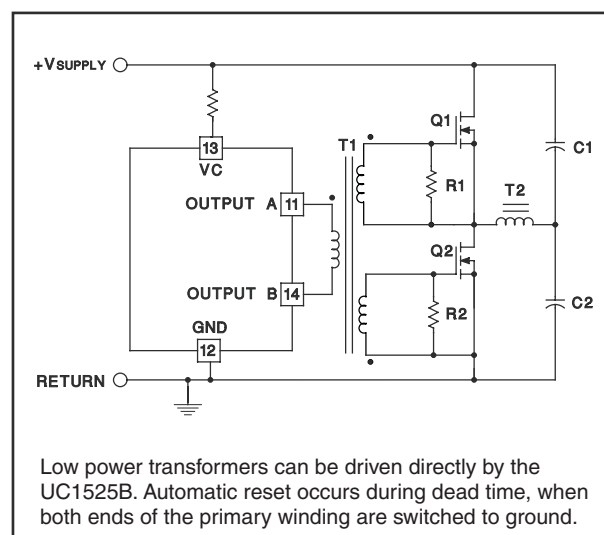 +VSUPPLY
Q1
13
T1
C1
VC
R1
T2
OUTPUT A 11
Q2
OUTPUT B 14
C2
GND
R2
12
RETURN
Low power transformers can be driven directly by the
UC1525B. Automatic reset occurs during dead time, when
both ends of the primary winding are switched to ground.